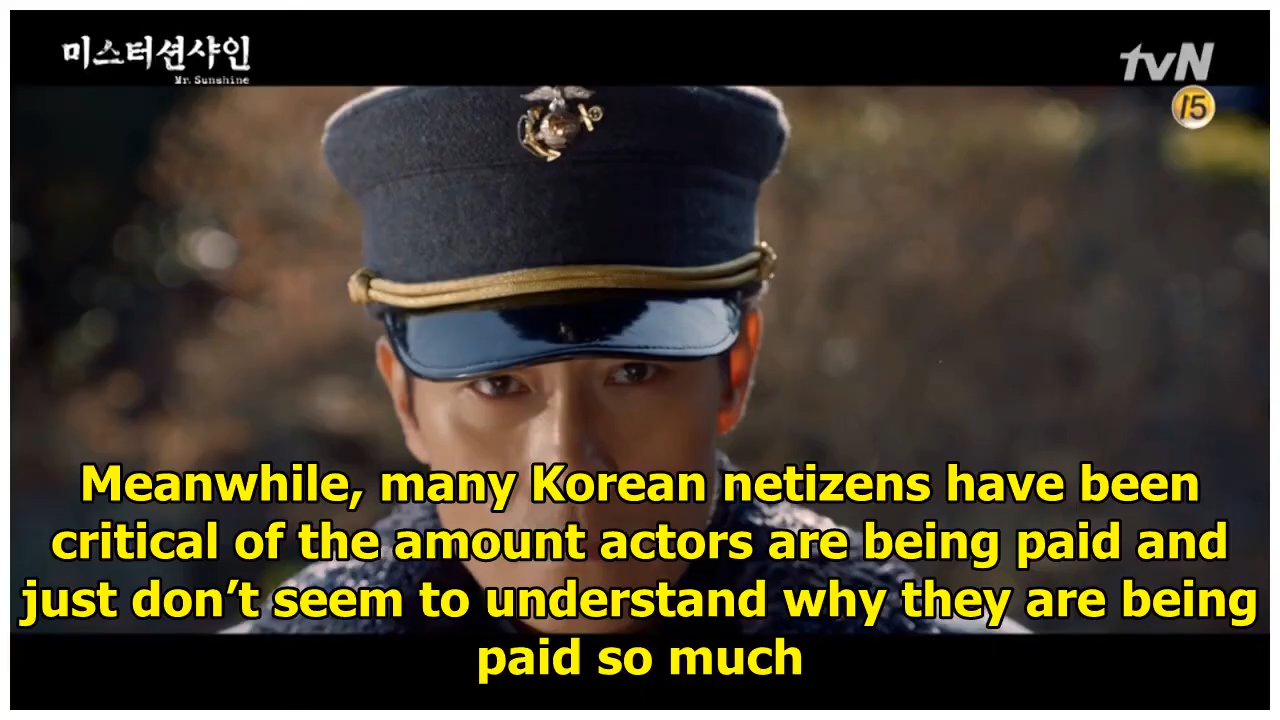 미스터션샤인
Mr. Sunshine
tvN
15
Meanwhile, many Korean netizens have been
critical of the amount actors are being paid and
just don’t seem to understand why they are being
paid so much